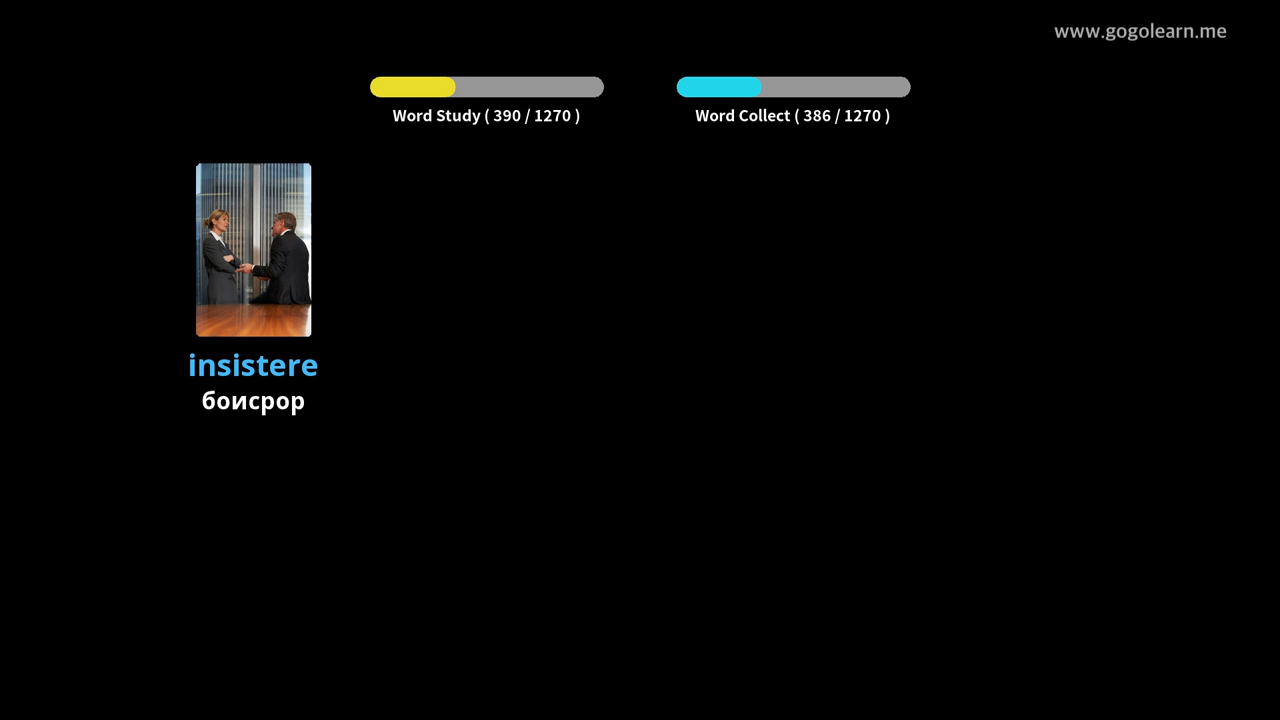 www.gogolearn.me
Word Study ( 390 / 1270 )
Word Collect ( 386 / 1270 )
insistere
боисрор